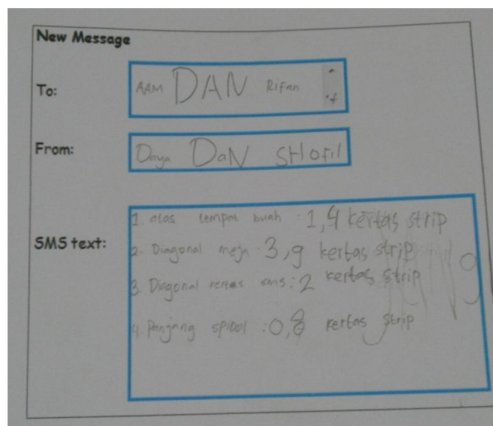 New Message
To: AAM DAN Rifan
From: Daya DaN SHofil
SMS text:
1. atas tempat buah : 1,4 kertas strip
2. Diagonal meja : 3,9 kertas strip
3. Diagonal kertas sms : 2 kertas strip
4. Panjang spidol : 0,8 kertas strip